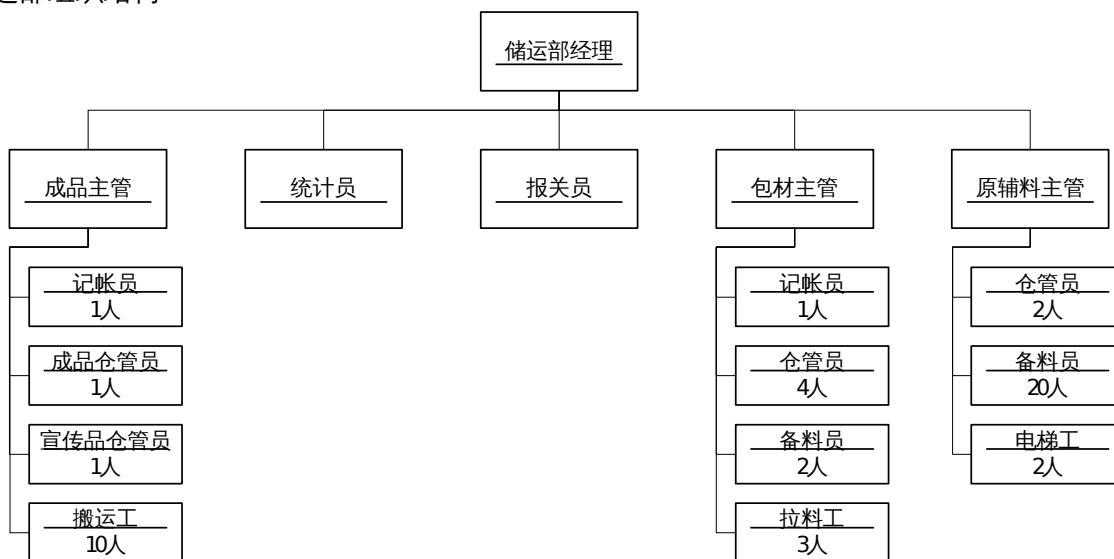 储运部经理
成品主管
统计员
报关员
包材主管
原辅料主管
记帐员
1人
成品仓管员
1人
宣传品仓管员
1人
搬运工
10人
记帐员
1人
仓管员
4人
备料员
2人
拉料工
3人
仓管员
2人
备料员
20人
电梯工
2人